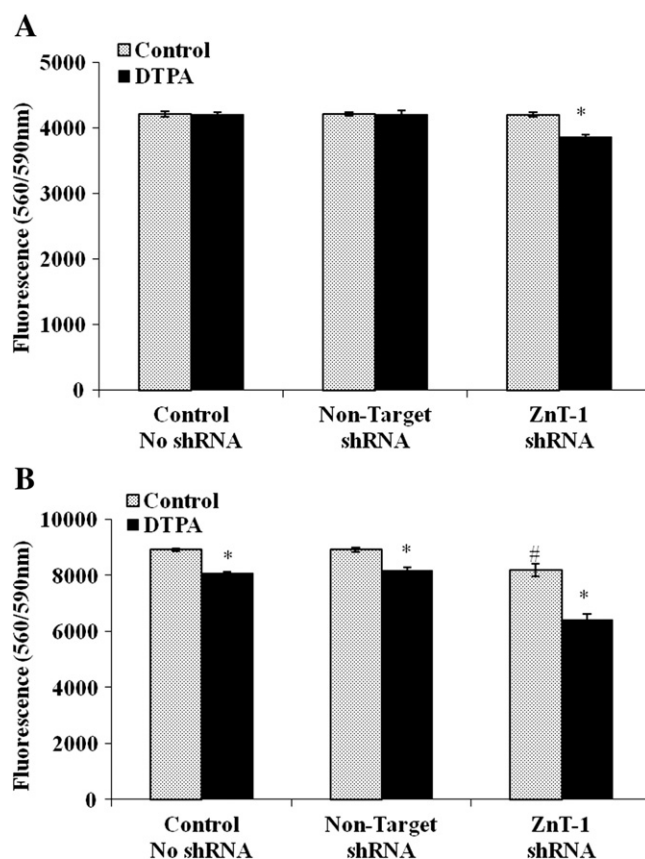 A
Control
DTPA
Fluorescence (560/590nm)
5000
4000
3000
2000
1000
0
*
Control
No shRNA
Non-Target
shRNA
ZnT-1
shRNA
B
Control
DTPA
Fluorescence (560/590nm)
10000
8000
6000
4000
2000
0
*
*
#
*
Control
No shRNA
Non-Target
shRNA
ZnT-1
shRNA